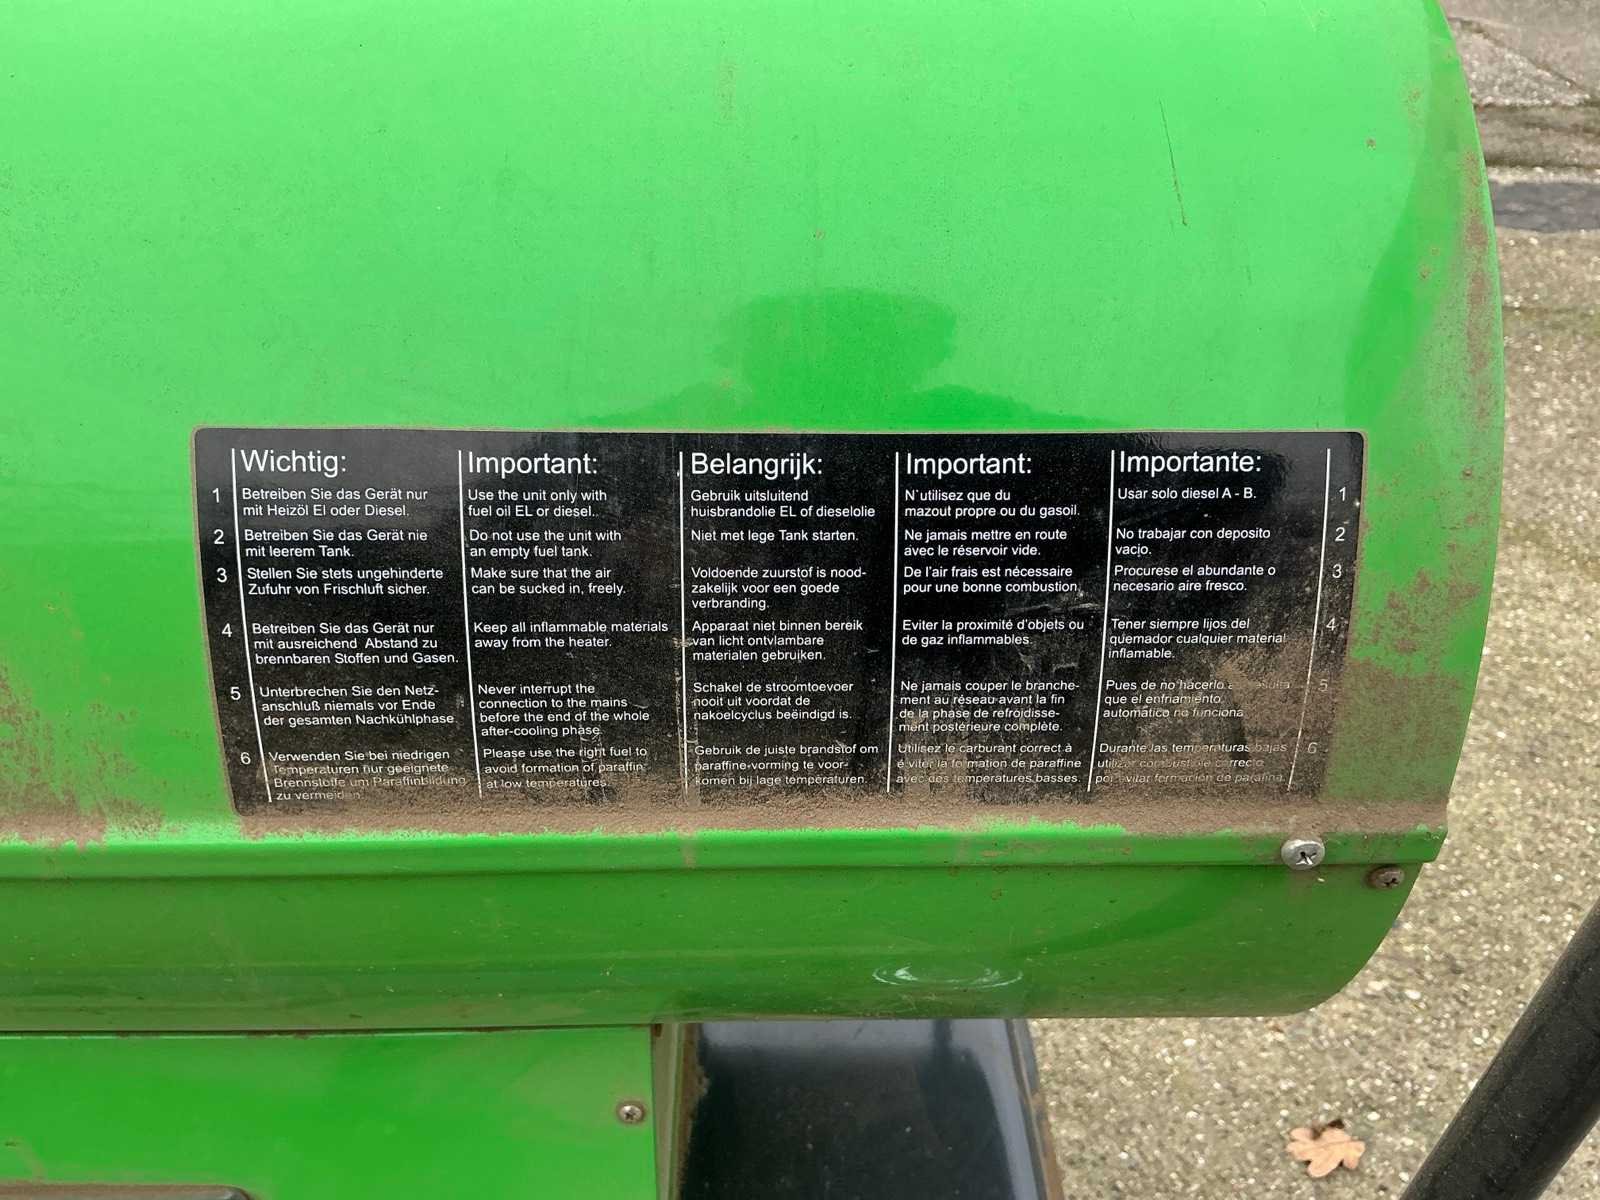 Wichtig:
1 Betreiben Sie das Gerät nur
mit Heizöl El oder Diesel.
2 Betreiben Sie das Gerät nie
mit leerem Tank.
3 Stellen Sie stets ungehinderte
Zufuhr von Frischluft sicher.
4 Betreiben Sie das Gerät nur
mit ausreichend Abstand zu
brennbaren Stoffen und Gasen.
5 Unterbrechen Sie den Netz-
anschluß niemals vor Ende
der gesamten Nachkühlphase.
6 Verwenden Sie bei niedrigen
Temperaturen nur geeignete
Brennstoffe um Paraffinbildung
zu vermeiden.
Important:
Use the unit only with
fuel oil EL or diesel.
Do not use the unit with
an empty fuel tank.
Make sure that the air
can be sucked in, freely.
Keep all inflammable materials
away from the heater.
Never interrupt the
connection to the mains
before the end of the whole
after-cooling phase.
Please use the right fuel to
avoid formation of paraffin
at low temperatures.
Belangrijk:
Gebruik uitsluitend
huisbrandolie EL of dieselolie
Niet met lege Tank starten.
Voldoende zuurstof is nood-
zakelijk voor een goede
verbranding.
Apparaat niet binnen bereik
van licht ontvlambare
materialen gebruiken.
Schakel de stroomtoevoer
nooit uit voordat de
nakoelcyclus beëindigd is.
Gebruik de juiste brandstof om
paraffine-vorming te voor-
komen bij lage temperaturen.
Important:
N`utilisez que du
mazout propre ou du gasoil.
Ne jamais mettre en route
avec le réservoir vide.
De l'air frais est nécessaire
pour une bonne combustion.
Eviter la proximité d'objets ou
de gaz inflammables.
Ne jamais couper le branche-
ment au réseau avant la fin
de la phase de refroidisse-
ment postérieure complète.
Utilisez le carburant correct à
éviter la formation de paraffine
avec des températures basses.
Importante:
Usar solo diesel A - B. 1
No trabajar con deposito 2
vacio.
Procurese el abundante o 3
necesario aire fresco.
Tener siempre lijos del 4
quemador cualquier material
inflamable.
Pues de no hacerlo a resulta 5
que el enfriamiento
automático no funciona
Durante las temperaturas bajas 6
utilizar combustible correcto
por evitar formación de parafina.